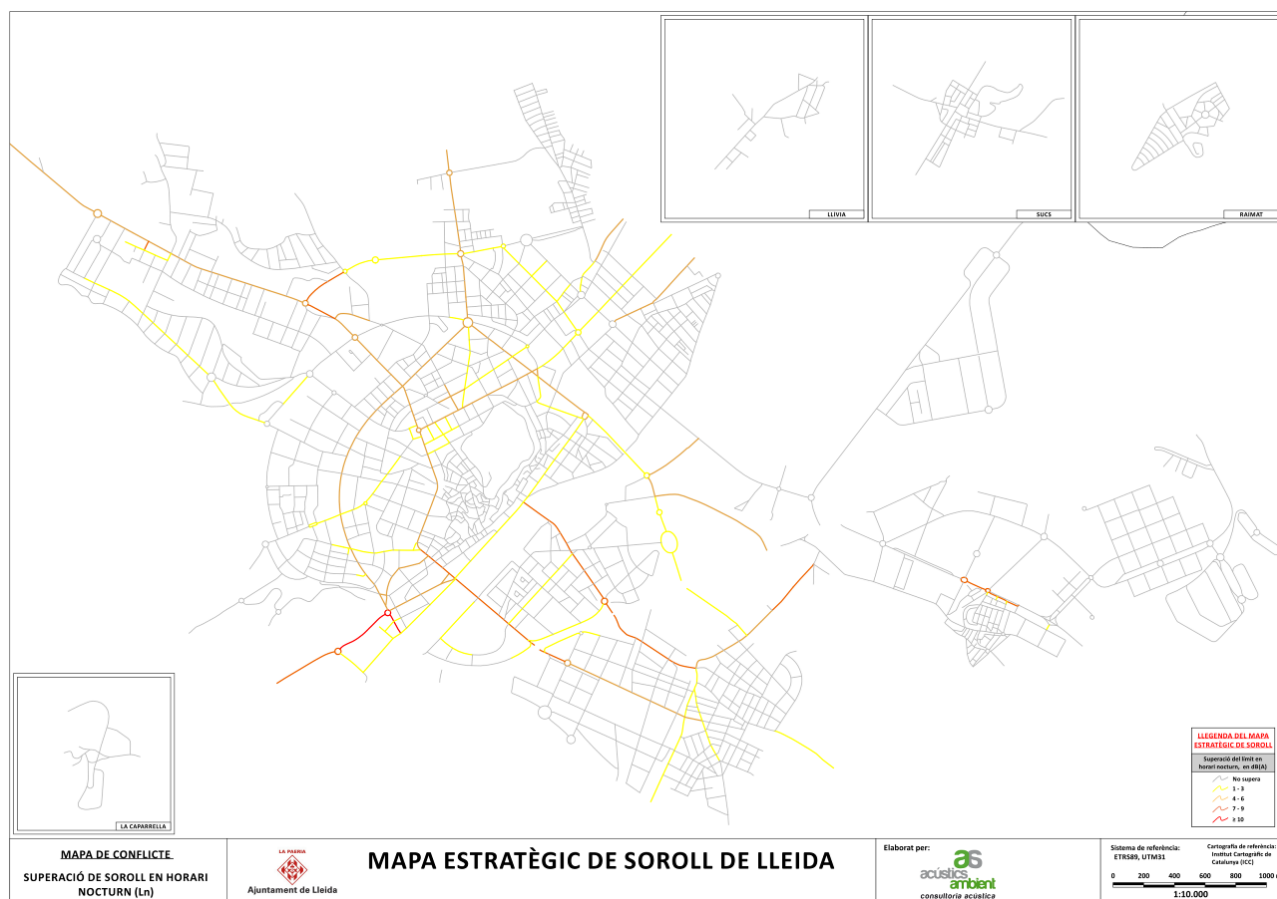 LLÍVIA
SUCS
RAÏMAT
LA CAPARRELLA
LLEGENDA DEL MAPA
ESTRATÈGIC DE SOROLL
Superació del límit en
horari nocturn, en dB(A)
No supera
1 - 3
4 - 6
7 - 9
≥ 10
MAPA DE CONFLICTE
SUPERACIÓ DE SOROLL EN HORARI
NOCTURN (Ln)
LA PAERIA
Ajuntament de Lleida
MAPA ESTRATÈGIC DE SOROLL DE LLEIDA
Elaborat per:
as
acústics
ambient
consultoria acústica
Sistema de referència:
ETRS89, UTM31
Cartografia de referència:
Institut Cartogràfic de
Catalunya (ICC)
0 200 400 600 800 1000
1:10.000